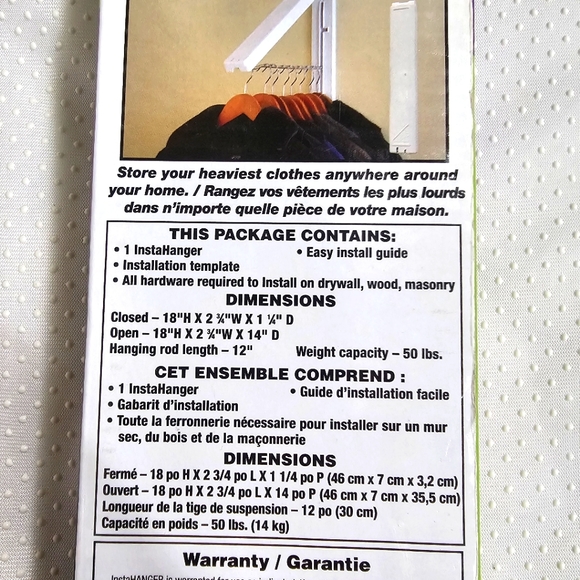 Store your heaviest clothes anywhere around
your home. / Rangez vos vêtements les plus lourds
dans n'importe quelle pièce de votre maison.
THIS PACKAGE CONTAINS:
• 1 InstaHanger • Easy install guide
• Installation template
• All hardware required to Install on drywall, wood, masonry
DIMENSIONS
Closed – 18"H X 2 ¾"W X 1 ¼" D
Open – 18"H X 2 ¾"W X 14" D
Hanging rod length – 12" Weight capacity – 50 lbs.
CET ENSEMBLE COMPREND :
• 1 InstaHanger • Guide d'installation facile
• Gabarit d'installation
• Toute la ferronnerie nécessaire pour installer sur un mur
sec, du bois et de la maçonnerie
DIMENSIONS
Fermé – 18 po H X 2 3/4 po L X 1 1/4 po P (46 cm x 7 cm x 3,2 cm)
Ouvert – 18 po H X 2 3/4 po L X 14 po P (46 cm x 7 cm x 35,5 cm)
Longueur de la tige de suspension – 12 po (30 cm)
Capacité en poids – 50 lbs. (14 kg)
Warranty / Garantie